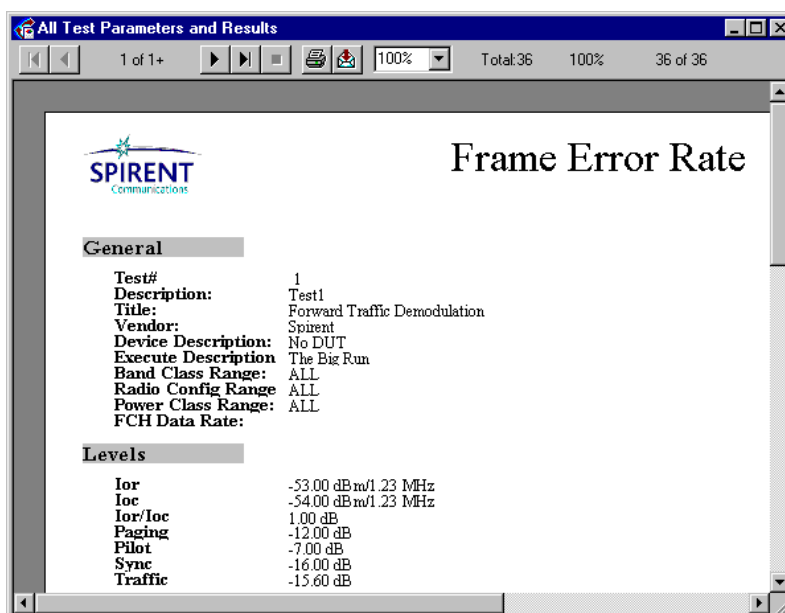 All Test Parameters and Results
1 of 1+ 100% Total:36 100% 36 of 36
SPIRENT
Communications
Frame Error Rate
General
Test# 1
Description: Test1
Title: Forward Traffic Demodulation
Vendor: Spirent
Device Description: No DUT
Execute Description The Big Run
Band Class Range: ALL
Radio Config Range ALL
Power Class Range: ALL
FCH Data Rate:
Levels
Ior -53.00 dBm/1.23 MHz
Ioc -54.00 dBm/1.23 MHz
Ior/Ioc 1.00 dB
Paging -12.00 dB
Pilot -7.00 dB
Sync -16.00 dB
Traffic -15.60 dB